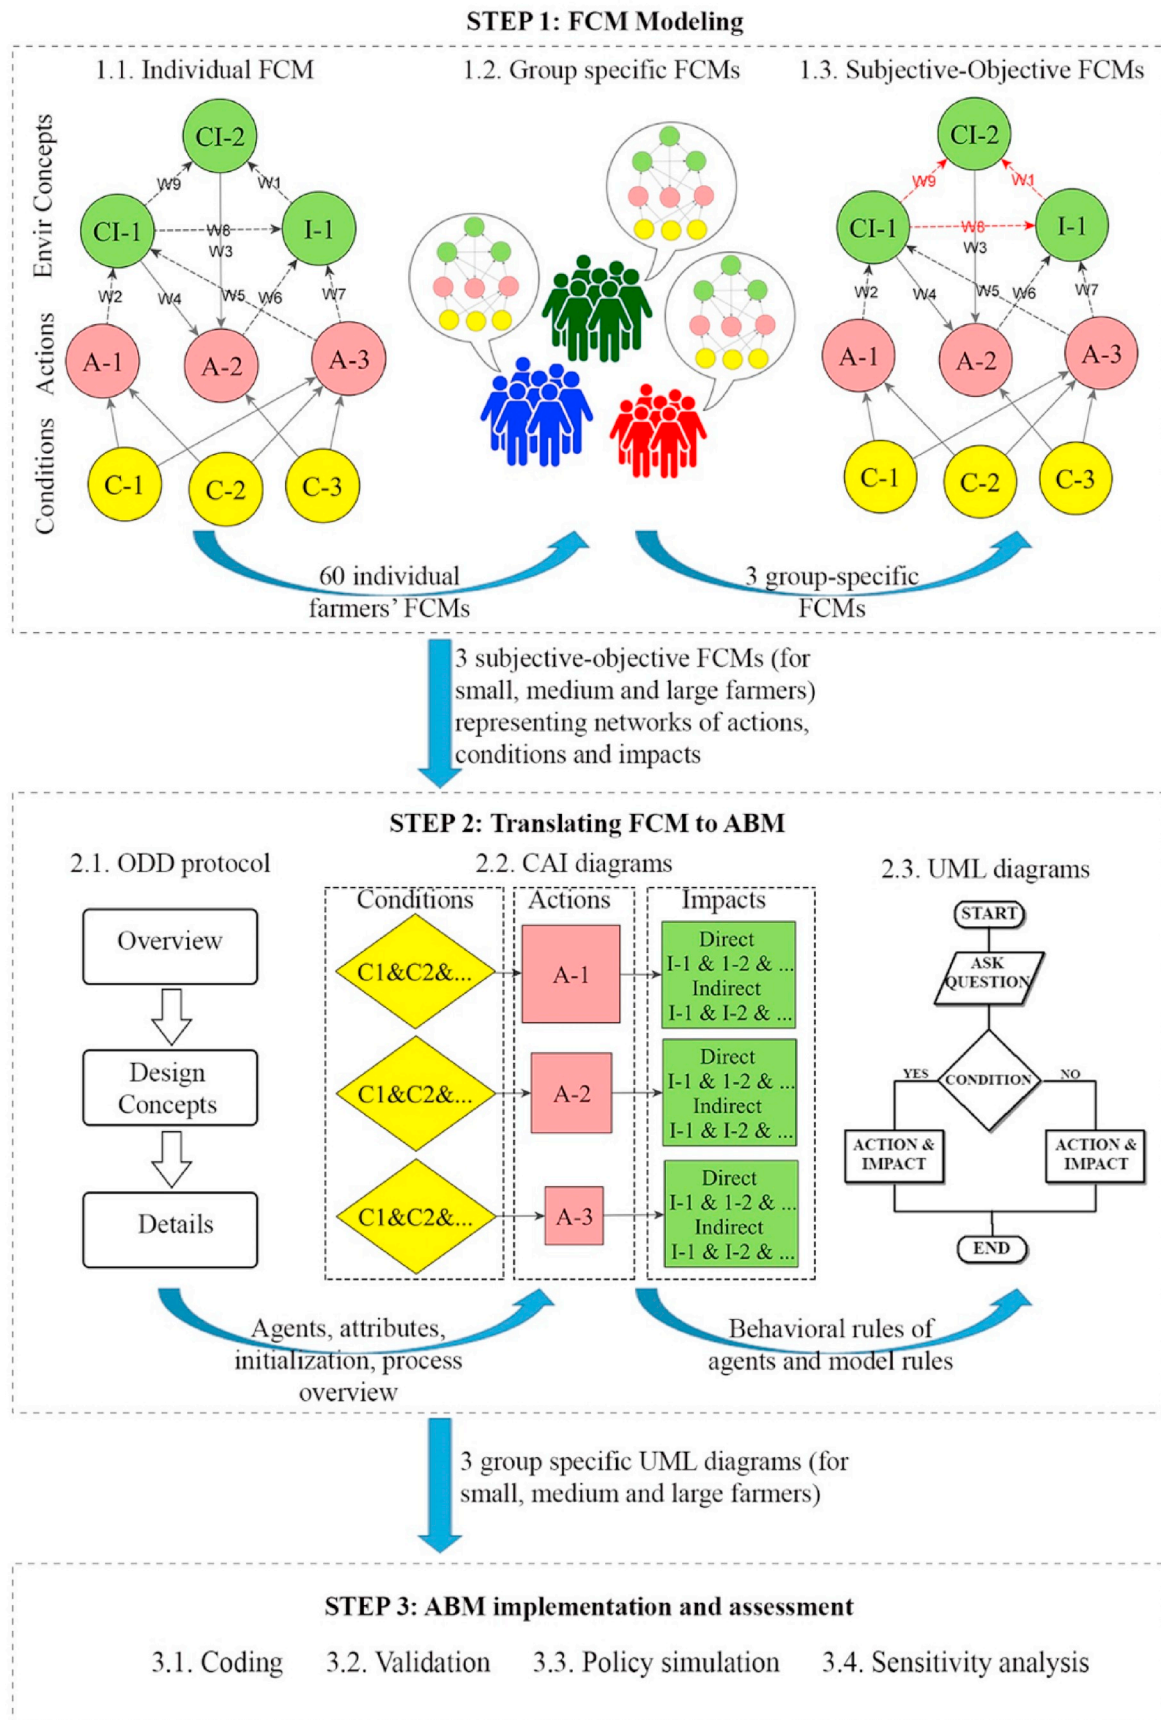 STEP 1: FCM Modeling
1.1. Individual FCM
1.2. Group specific FCMs
1.3. Subjective-Objective FCMs
Envir Concepts
Actions
Conditions
CI-2
W9
W1
CI-1
W8
I-1
W3
W2
W4
W5
W6
W7
A-1
A-2
A-3
C-1
C-2
C-3
CI-2
W9
W1
CI-1
W8
I-1
W3
W2
W4
W5
W6
W7
A-1
A-2
A-3
C-1
C-2
C-3
60 individual
farmers’ FCMs
3 group-specific
FCMs
3 subjective-objective FCMs (for
small, medium and large farmers)
representing networks of actions,
conditions and impacts
STEP 2: Translating FCM to ABM
2.1. ODD protocol
2.2. CAI diagrams
2.3. UML diagrams
Overview
Design
Concepts
Details
Conditions
Actions
Impacts
C1&C2&...
A-1
Direct
I-1 & 1-2 & ...
Indirect
I-1 & I-2 & ...
C1&C2&...
A-2
Direct
I-1 & 1-2 & ...
Indirect
I-1 & I-2 & ...
C1&C2&...
A-3
Direct
I-1 & 1-2 & ...
Indirect
I-1 & I-2 & ...
START
ASK
QUESTION
YES
CONDITION
NO
ACTION &
IMPACT
ACTION &
IMPACT
END
Agents, attributes,
initialization, process
overview
Behavioral rules of
agents and model rules
3 group specific UML diagrams (for
small, medium and large farmers)
STEP 3: ABM implementation and assessment
3.1. Coding
3.2. Validation
3.3. Policy simulation
3.4. Sensitivity analysis